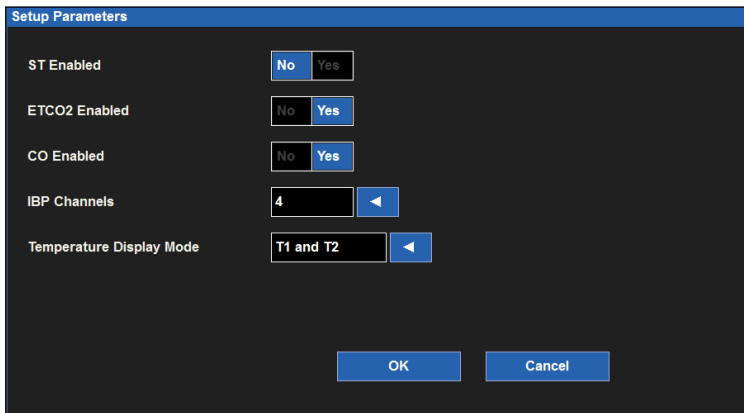 Setup Parameters
ST Enabled No Yes
ETCO2 Enabled No Yes
CO Enabled No Yes
IBP Channels 4
Temperature Display Mode T1 and T2
OK Cancel